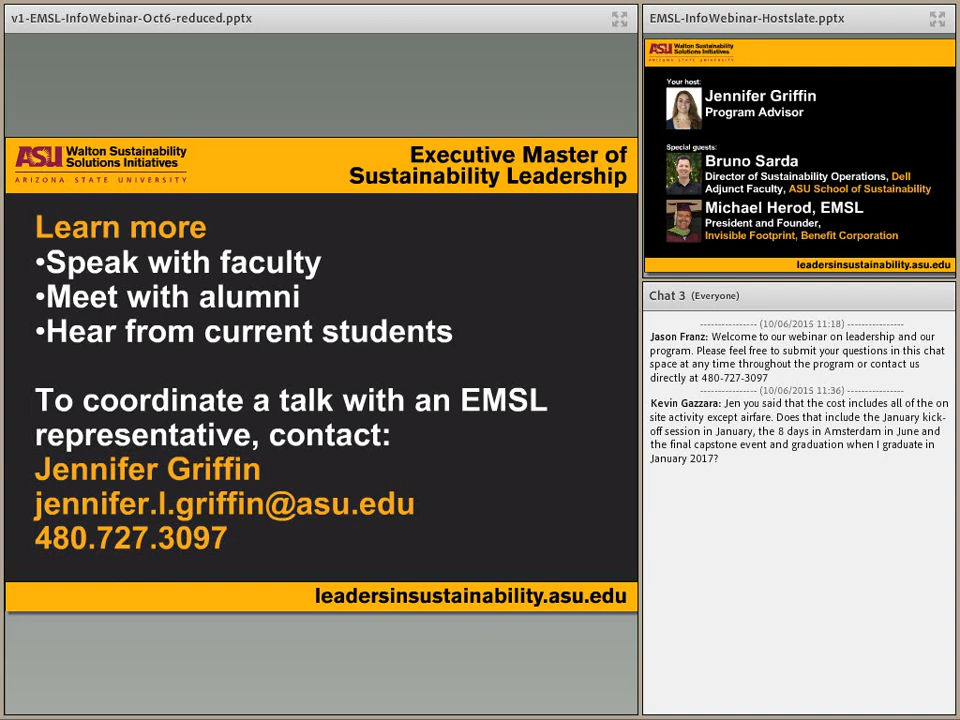 v1-EMSL-InfoWebinar-Oct6-reduced.pptx
ASU Walton Sustainability
Solutions Initiatives
ARIZONA STATE UNIVERSITY
Executive Master of
Sustainability Leadership
Learn more
•Speak with faculty
•Meet with alumni
•Hear from current students
To coordinate a talk with an EMSL
representative, contact:
Jennifer Griffin
jennifer.l.griffin@asu.edu
480.727.3097
leadersinsustainability.asu.edu
EMSL-InfoWebinar-Hostslate.pptx
ASU Walton Sustainability
Solutions Initiatives
ARIZONA STATE UNIVERSITY
Your host:
Jennifer Griffin
Program Advisor
Special guests:
Bruno Sarda
Director of Sustainability Operations, Dell
Adjunct Faculty, ASU School of Sustainability
Michael Herod, EMSL
President and Founder,
Invisible Footprint, Benefit Corporation
leadersinsustainability.asu.edu
Chat 3 (Everyone)
---------------- (10/06/2015 11:18) ----------------
Jason Franz: Welcome to our webinar on leadership and our
program. Please feel free to submit your questions in this chat
space at any time throughout the program or contact us
directly at 480-727-3097
---------------- (10/06/2015 11:36) ----------------
Kevin Gazzara: Jen you said that the cost includes all of the on
site activity except airfare. Does that include the January kick-
off session in January, the 8 days in Amsterdam in June and
the final capstone event and graduation when I graduate in
January 2017?